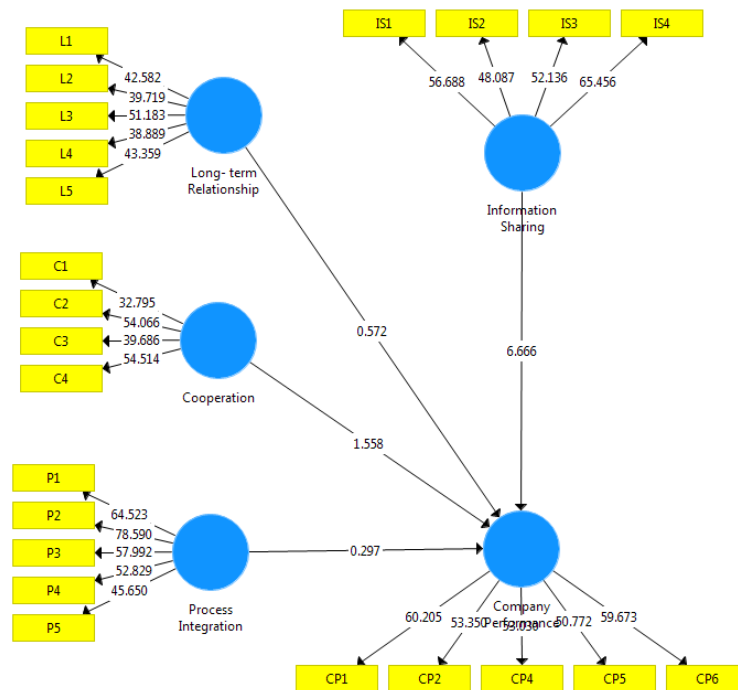 IS1
IS2
IS3
IS4
56.688
48.087
52.136
65.456
Information
Sharing
L1
L2
L3
L4
L5
42.582
39.719
51.183
38.889
43.359
Long- term
Relationship
C1
C2
C3
C4
32.795
54.066
39.686
54.514
Cooperation
0.572
6.666
1.558
P1
P2
P3
P4
P5
64.523
78.590
57.992
52.829
45.650
Process
Integration
0.297
Company
Performance
60.205
53.350
53.030
50.772
59.673
CP1
CP2
CP4
CP5
CP6